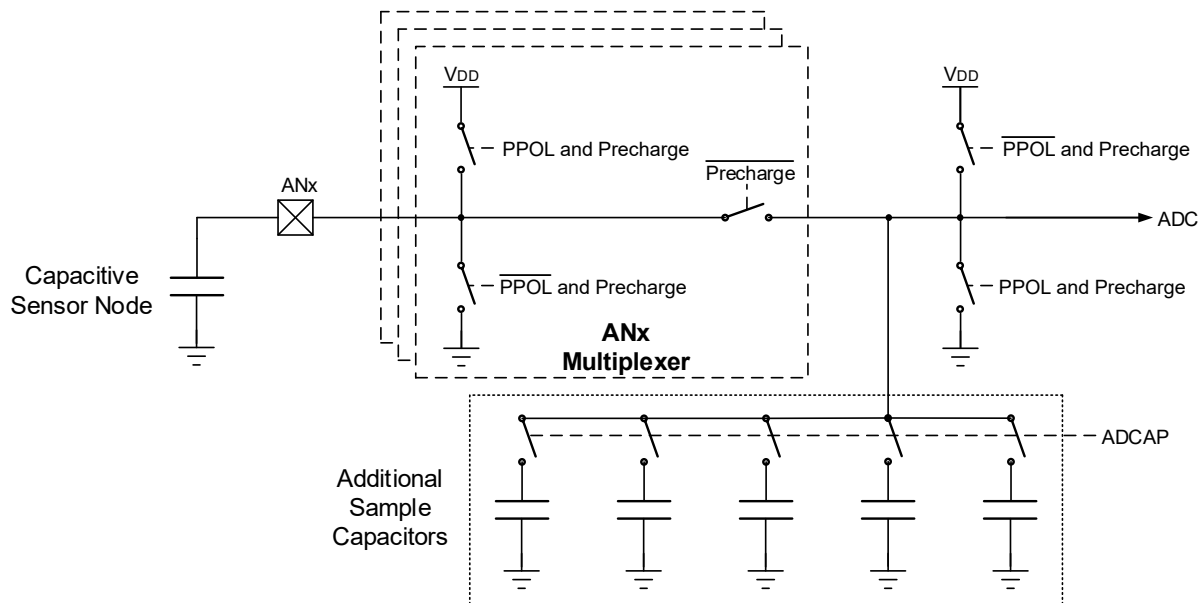 VDD
VDD
PPOL and Precharge
PPOL and Precharge
Precharge
ANx
ADC
Capacitive
Sensor Node
PPOL and Precharge
PPOL and Precharge
ANx
Multiplexer
ADCAP
Additional
Sample
Capacitors